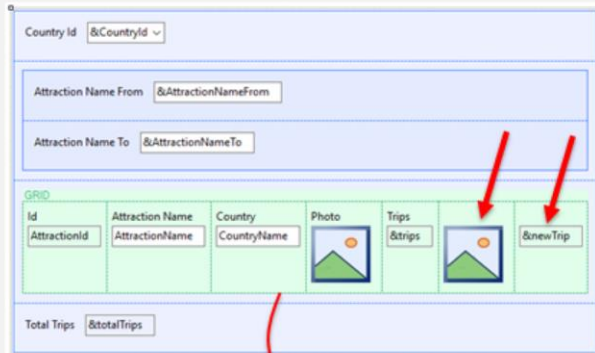 Country Id &CountryId
Attraction Name From &AttractionNameFrom
Attraction Name To &AttractionNameTo
GRID
Id Attraction Name Country Photo Trips
AttractionId AttractionName CountryName &trips &newTrip
Total Trips &totalTrips